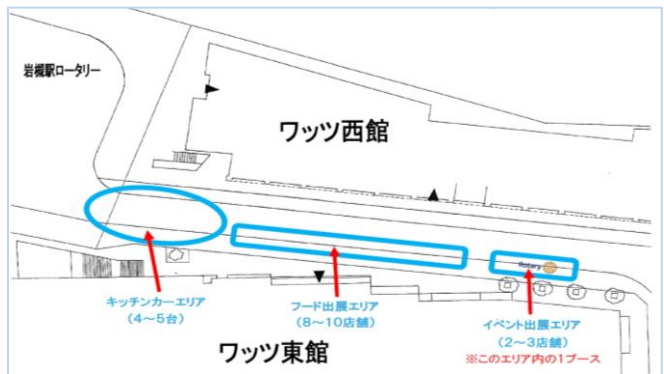 岩槻駅ロータリー
ワッツ西館
Rotary
キッチンカーエリア
(4~5台)
フード出展エリア
(8~10店舗)
イベント出展エリア
(2~3店舗)
※このエリア内の1ブース
ワッツ東館